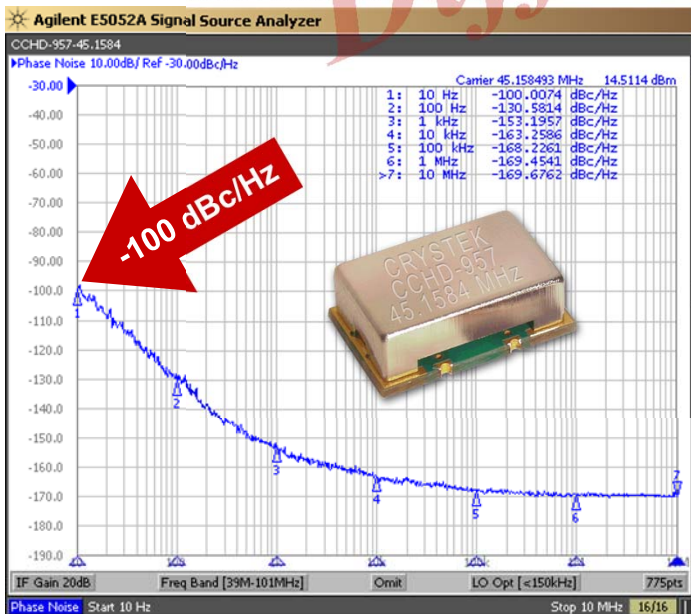 Agilent E5052A Signal Source Analyzer
CCHD-957-45.1584
Phase Noise 10.00dB/ Ref -30.00dBc/Hz
Carrier 45.158493 MHz 14.5114 dBm
1: 10 Hz -100.0074 dBc/Hz
2: 100 Hz -130.5814 dBc/Hz
3: 1 kHz -153.1957 dBc/Hz
4: 10 kHz -163.2586 dBc/Hz
5: 100 kHz -168.2261 dBc/Hz
6: 1 MHz -169.4541 dBc/Hz
>7: 10 MHz -169.6762 dBc/Hz
-30.00
-40.00
-50.00
-60.00
-70.00
-80.00
-90.00
-100.0
-110.0
-120.0
-130.0
-140.0
-150.0
-160.0
-170.0
-180.0
-190.0
-100 dBc/Hz
CRYSTEK
CCHD-957
45.1584 MHz
1
2
3
4
5
6
7
IF Gain 20dB Freq Band [39M-101MHz] Omit LO Opt [<150kHz] 775pts
Phase Noise Start 10 Hz Stop 10 MHz 16/16